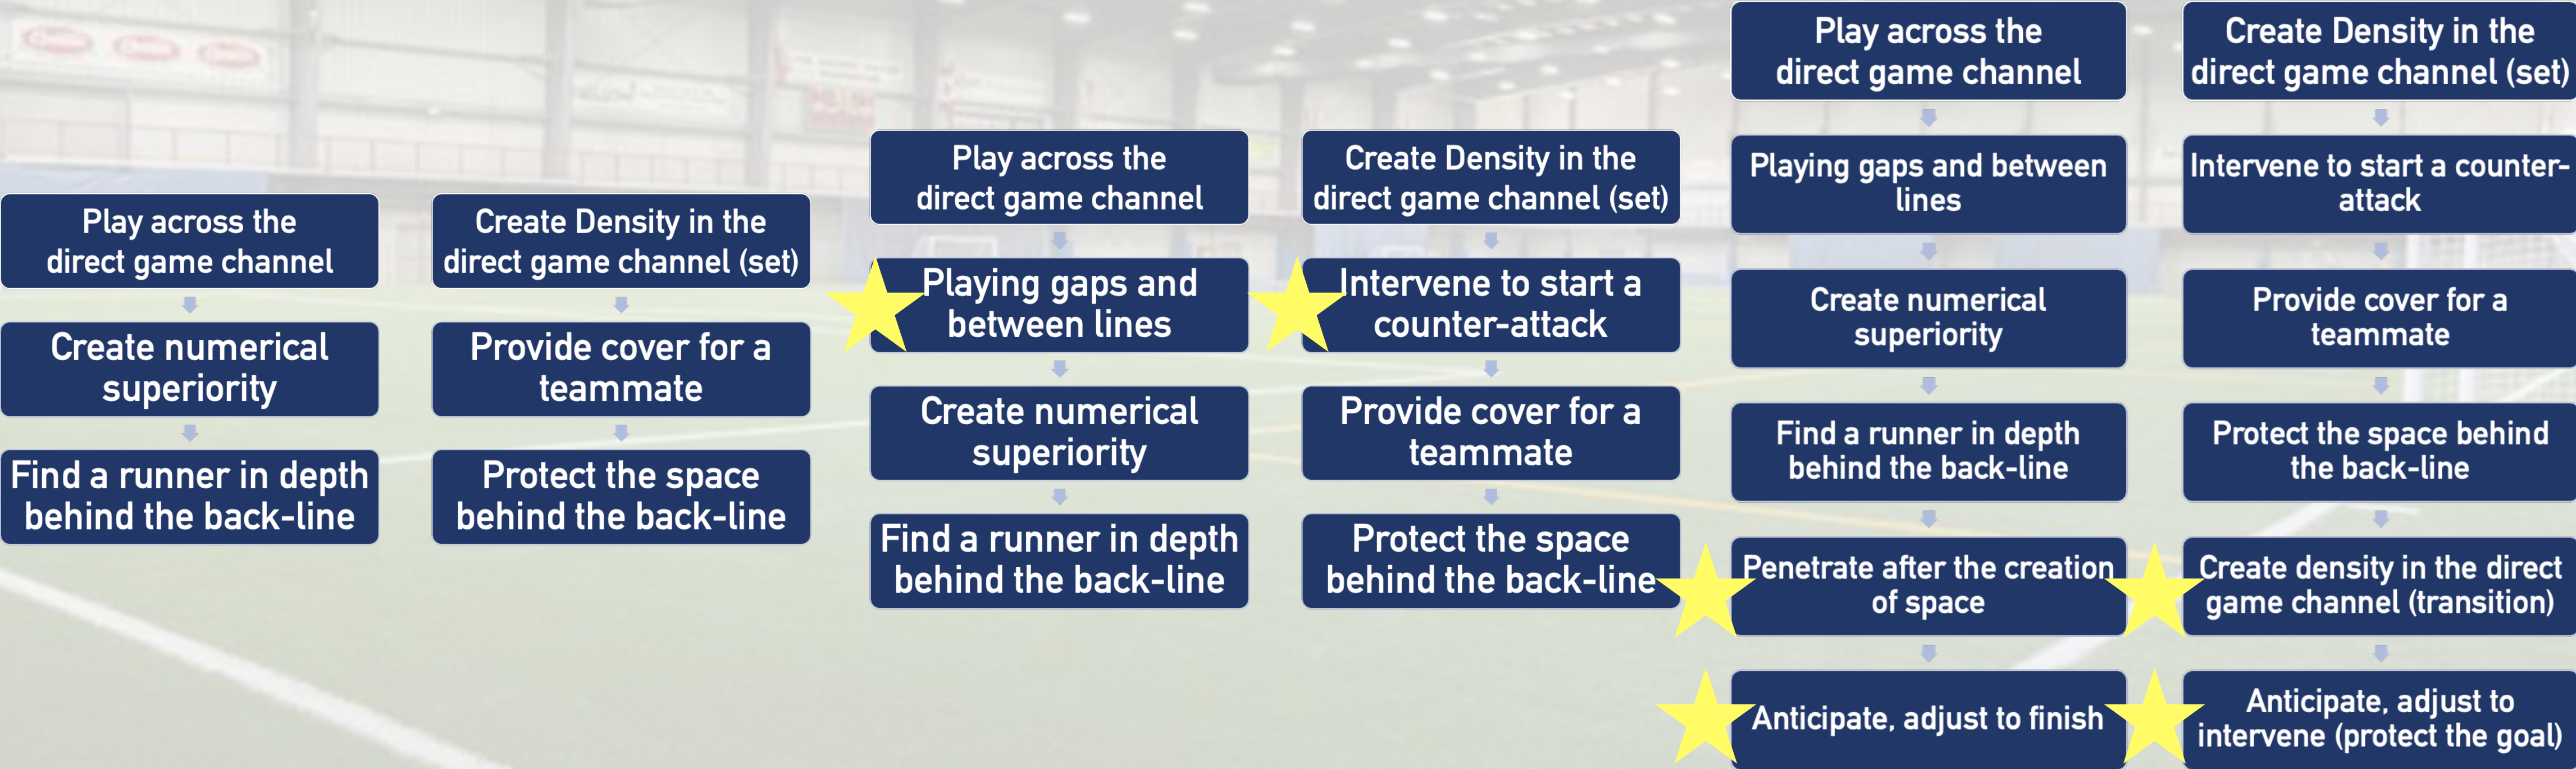 Play across the
direct game channel
Create numerical
superiority
Find a runner in depth
behind the back-line
Create Density in the
direct game channel (set)
Provide cover for a
teammate
Protect the space
behind the back-line
Play across the
direct game channel
Playing gaps and
between lines
Create numerical
superiority
Find a runner in depth
behind the back-line
Create Density in the
direct game channel (set)
Intervene to start a
counter-attack
Provide cover for a
teammate
Protect the space
behind the back-line
Play across the
direct game channel
Playing gaps and between
lines
Create numerical
superiority
Find a runner in depth
behind the back-line
Penetrate after the creation
of space
Anticipate, adjust to finish
Create Density in the
direct game channel (set)
Intervene to start a counter-
attack
Provide cover for a
teammate
Protect the space behind
the back-line
Create density in the direct
game channel (transition)
Anticipate, adjust to
intervene (protect the goal)